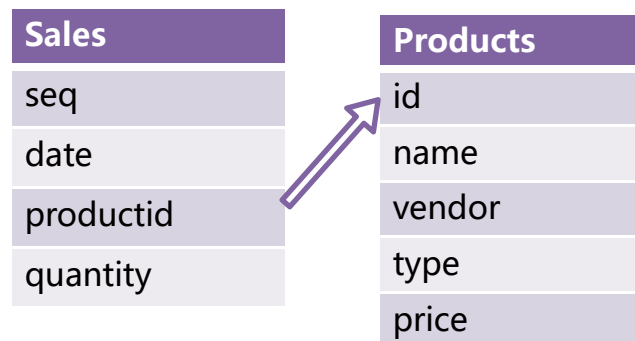 Sales
seq
date
productid
quantity
Products
id
name
vendor
type
price